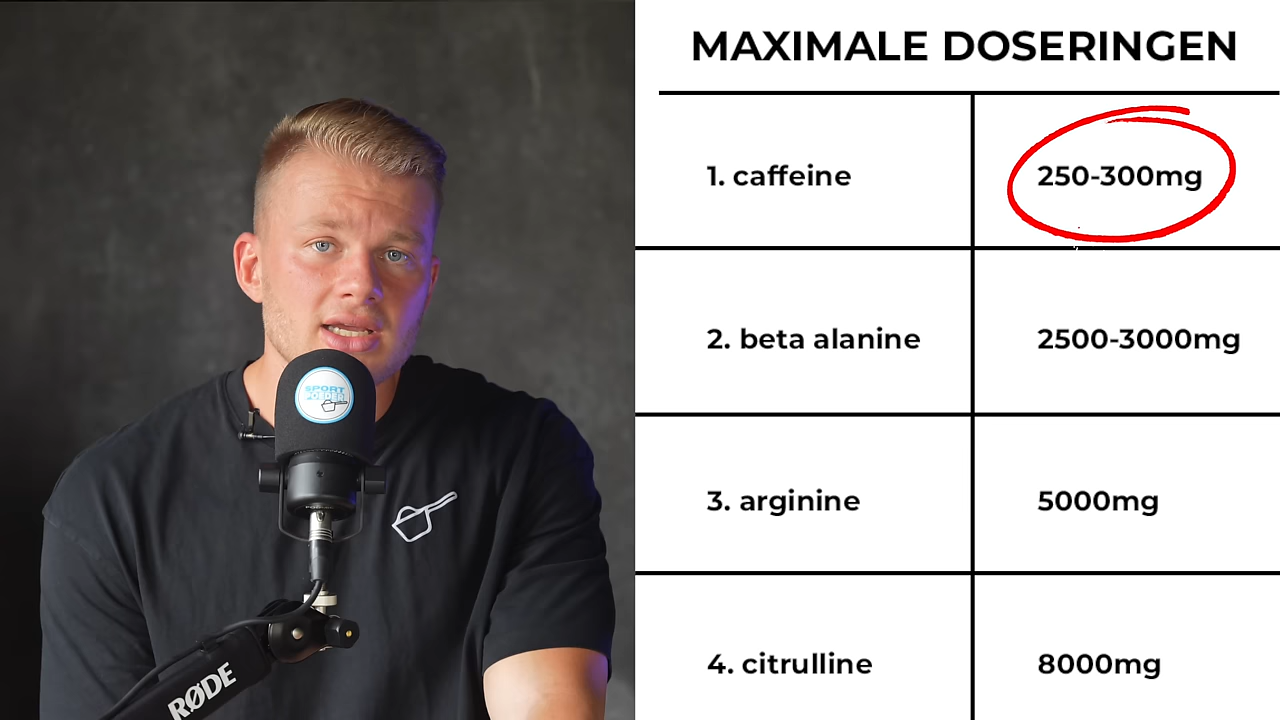 MAXIMALE DOSERINGEN
1. caffeine 250-300mg
2. beta alanine 2500-3000mg
3. arginine 5000mg
4. citrulline 8000mg
SPORT
POEDER
RØDE